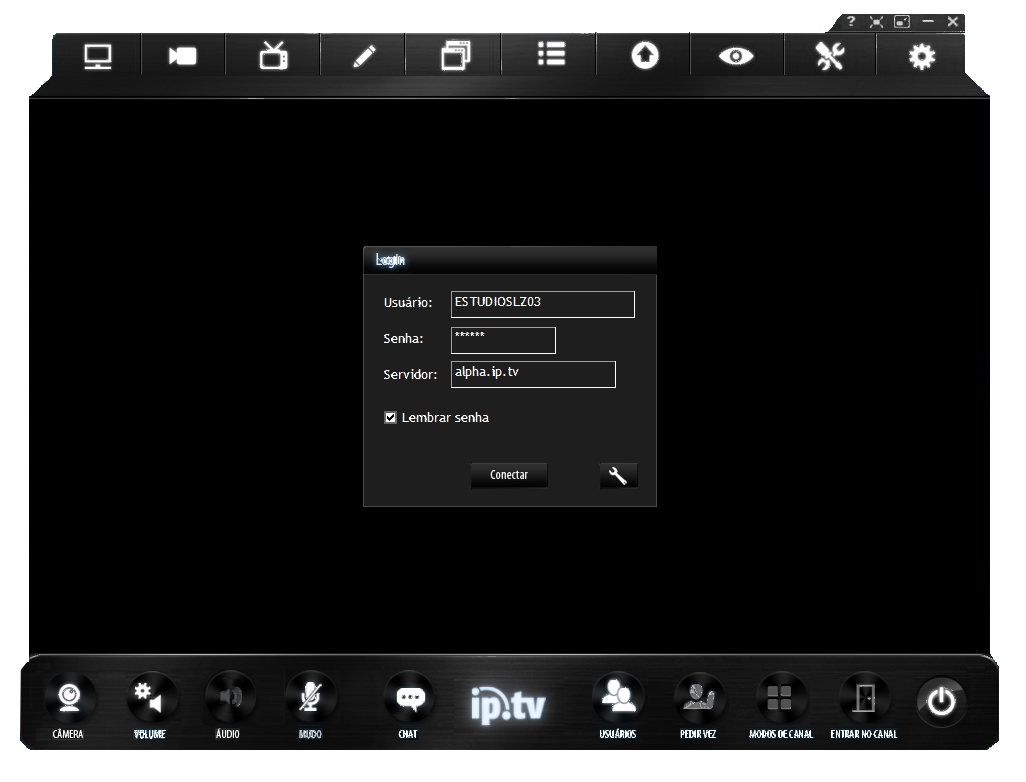 ?
Login
Usuário: ESTUDIOSLZ03
Senha: ******
Servidor: alpha.ip.tv
Lembrar senha
Conectar
ip.tv
CÂMERA VOLUME ÁUDIO MUDO CHAT USUÁRIOS PEDIR VEZ MODOS DE CANAL ENTRAR NO CANAL